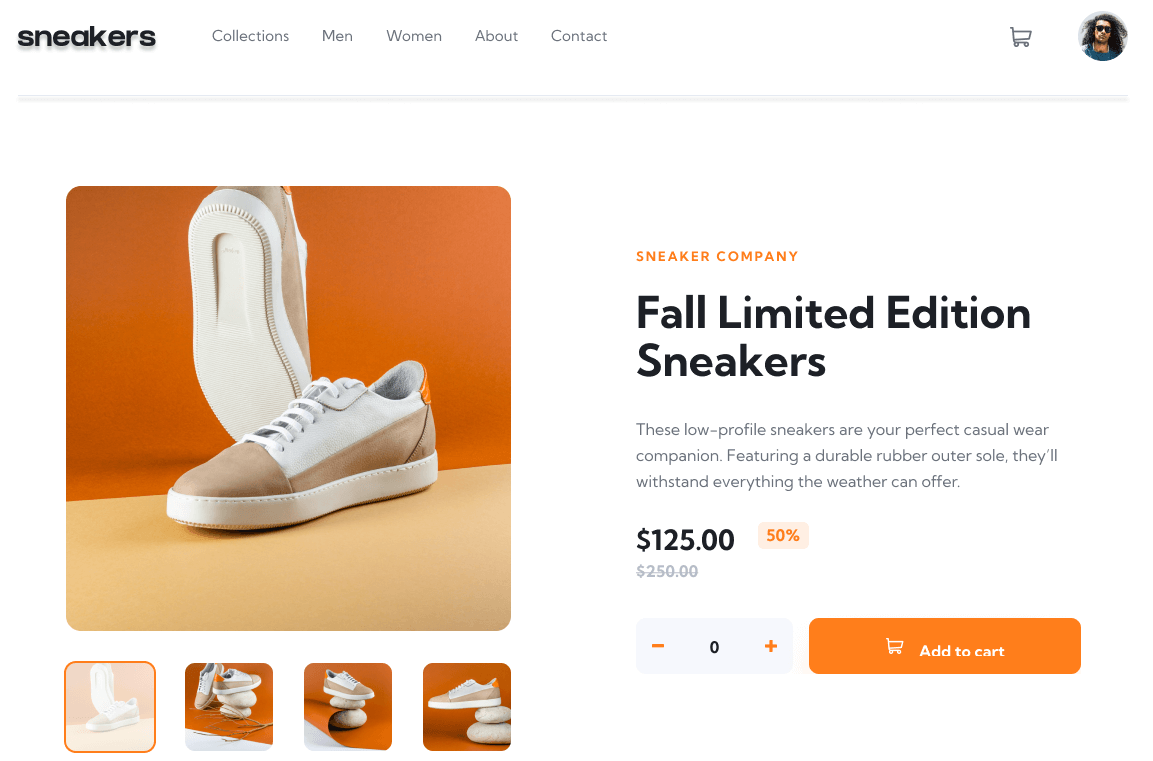 sneakers
Collections Men Women About Contact
SNEAKER COMPANY
Fall Limited Edition
Sneakers
These low-profile sneakers are your perfect casual wear
companion. Featuring a durable rubber outer sole, they’ll
withstand everything the weather can offer.
$125.00 50%
$250.00
0 Add to cart